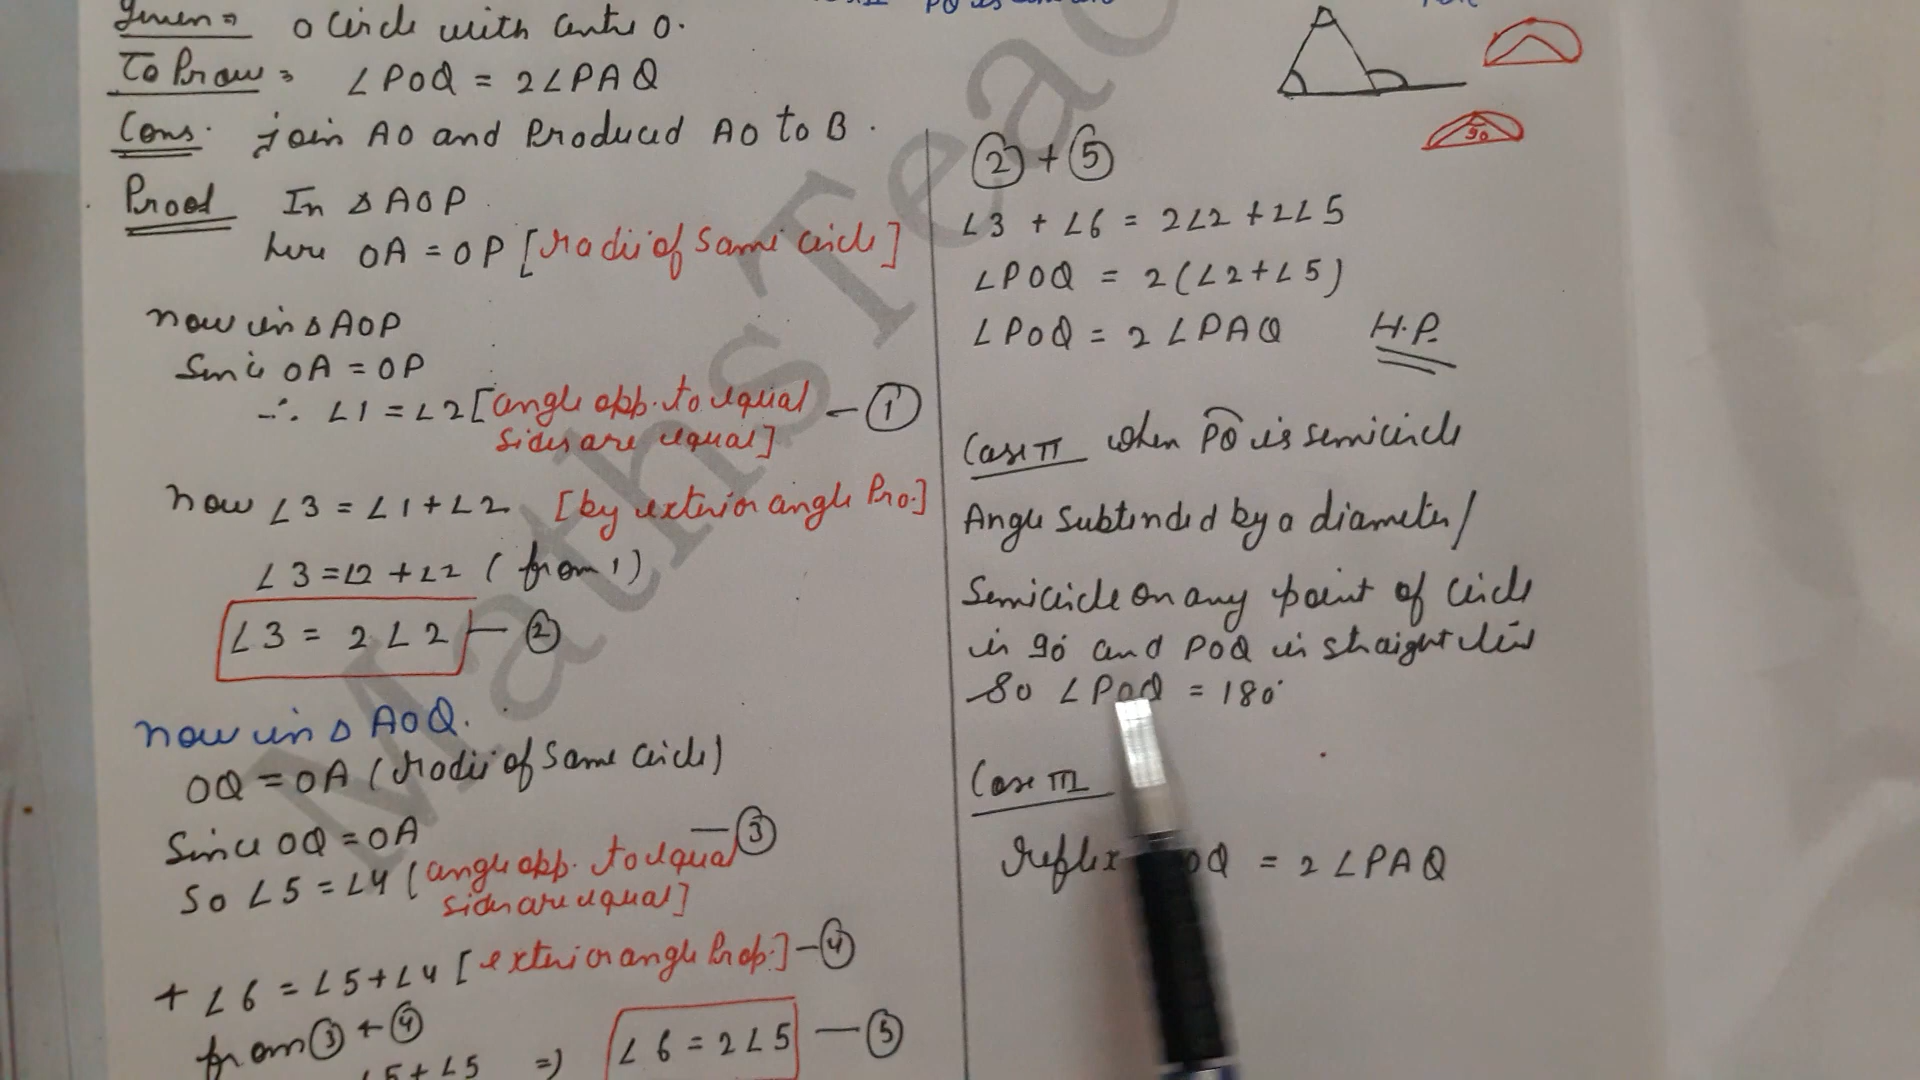 Given ⇒ a circle with centre O.
To Prove ⇒ ∠POQ = 2∠PAQ
Cons. join AO and Produced AO to B.
Proof In △AOP
here OA = OP [radii of same circle]
now in △AOP
Since OA = OP
∴ ∠1 = ∠2 [angle opp. to equal sides are equal] — ①
now ∠3 = ∠1 + ∠2 [by exterior angle Pro.]
∠3 = ∠2 + ∠2 (from 1)
∠3 = 2∠2 — ②
now in △ AOQ.
OQ = OA (radii of same circle)
Since OQ = OA — ③
So ∠5 = ∠4 (angle opp. to equal
sides are equal]
+ ∠6 = ∠5 + ∠4 [exterior angle Prop.] — ④
from ③ + ④
∠5 + ∠5 ⇒ ∠6 = 2∠5 — ⑤
② + ⑤
∠3 + ∠6 = 2∠2 + 2∠5
∠POQ = 2(∠2 + ∠5)
∠POQ = 2∠PAQ H.P.
Case II when PQ is semicircle
Angle subtended by a diameter/
Semicircle on any point of circle
is 90° and POQ is straight line
So ∠POQ = 180°
Case III
reflex OQ = 2∠PAQ
90
Maths Teac